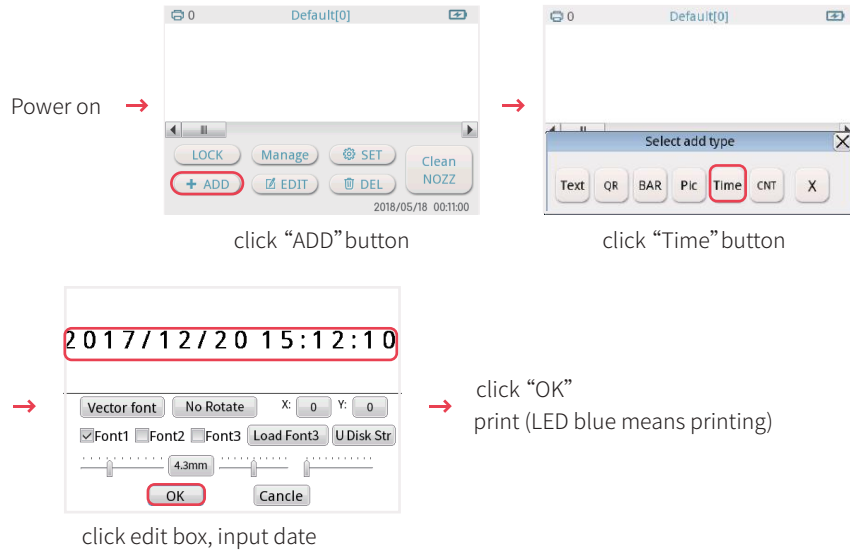 0 Default[0]
Power on →
LOCK Manage SET Clean NOZZ
+ ADD EDIT DEL
2018/05/18 00:11:00
click “ADD” button
→
0 Default[0]
Select add type X
Text QR BAR Pic Time CNT X
click “Time” button
→
2017/12/20 15:12:10
Vector font No Rotate X: 0 Y: 0
Font1 Font2 Font3 Load Font3 U Disk Str
4.3mm
OK Cancle
click edit box, input date
→
click “OK”
print (LED blue means printing)